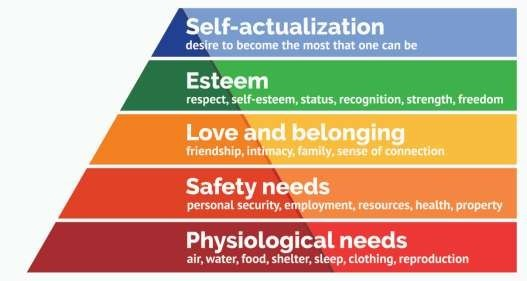 Self-actualization
desire to become the most that one can be
Esteem
respect, self-esteem, status, recognition, strength, freedom
Love and belonging
friendship, intimacy, family, sense of connection
Safety needs
personal security, employment, resources, health, property
Physiological needs
air, water, food, shelter, sleep, clothing, reproduction